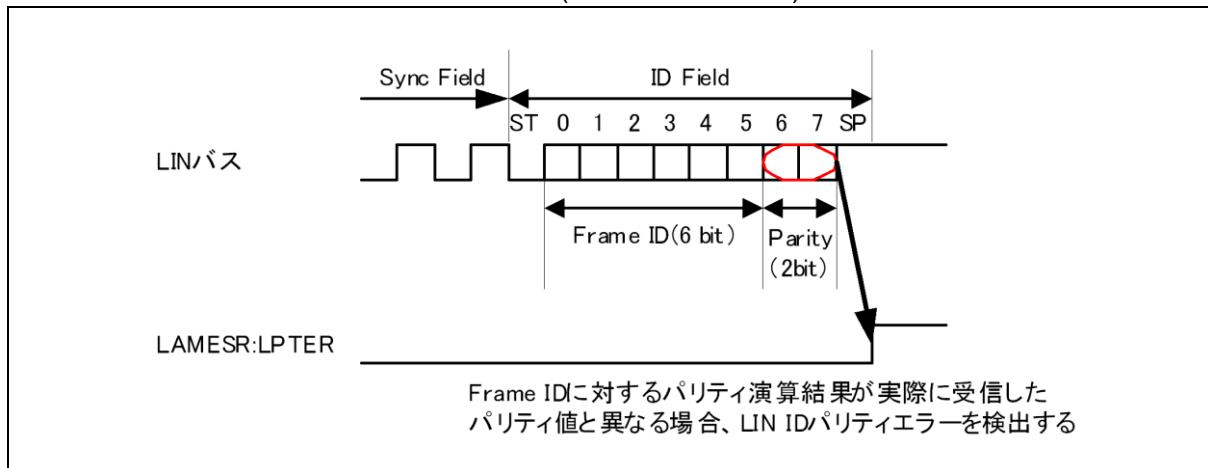 Sync Field ID Field
ST 0 1 2 3 4 5 6 7 SP
LINバス
Frame ID(6 bit) Parity
(2bit)
LAMESR:LPTER
Frame IDに対するパリティ演算結果が実際に受信した
パリティ値と異なる場合、LIN IDパリティエラーを検出する